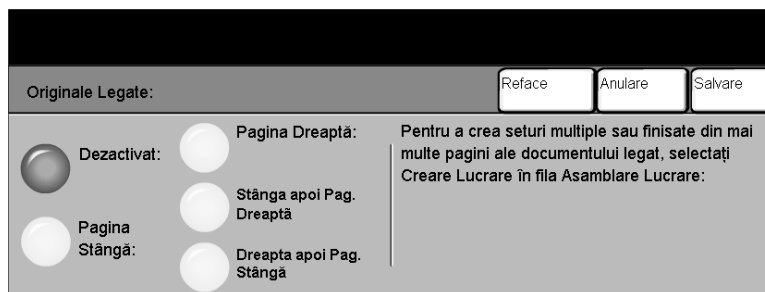 Originale Legate:
Reface
Anulare
Salvare
Dezactivat:
Pagina
Stângă:
Pagina Dreaptă:
Stânga apoi Pag.
Dreaptã
Dreapta apoi Pag.
Stângă
Pentru a crea seturi multiple sau finisate din mai
multe pagini ale documentului legat, selectați
Creare Lucrare în fila Asamblare Lucrare: